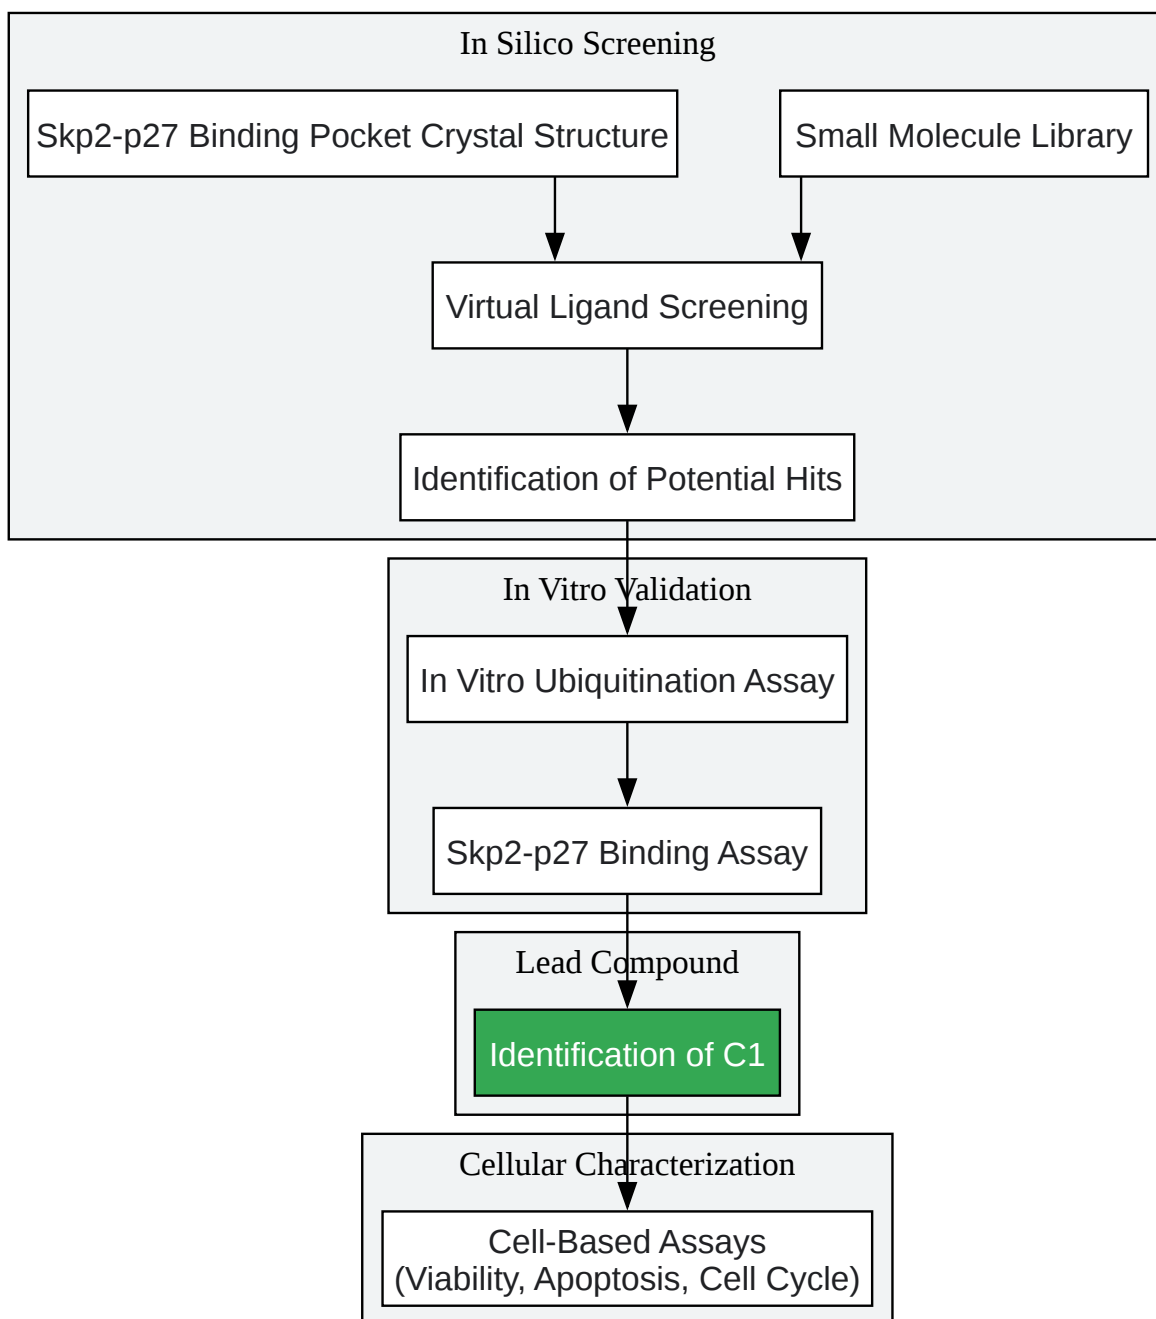 In Silico Screening
Skp2-p27 Binding Pocket Crystal Structure
Small Molecule Library
Virtual Ligand Screening
Identification of Potential Hits
In Vitro Validation
In Vitro Ubiquitination Assay
Skp2-p27 Binding Assay
Lead Compound
Identification of C1
Cellular Characterization
Cell-Based Assays
(Viability, Apoptosis, Cell Cycle)